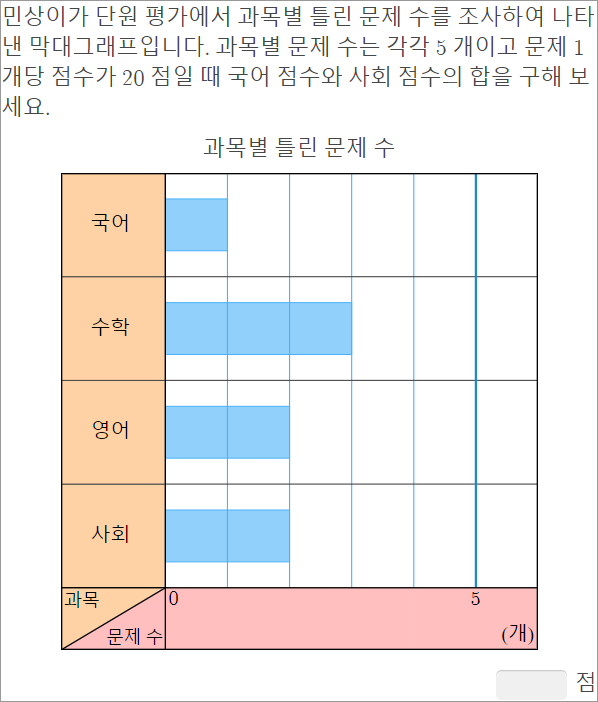 민상이가 단원 평가에서 과목별 틀린 문제 수를 조사하여 나타
낸 막대그래프입니다. 과목별 문제 수는 각각 5 개이고 문제 1
개당 점수가 20 점일 때 국어 점수와 사회 점수의 합을 구해 보
세요.
과목별 틀린 문제 수
국어
수학
영어
사회
과목
0
5
문제 수
(개)
점